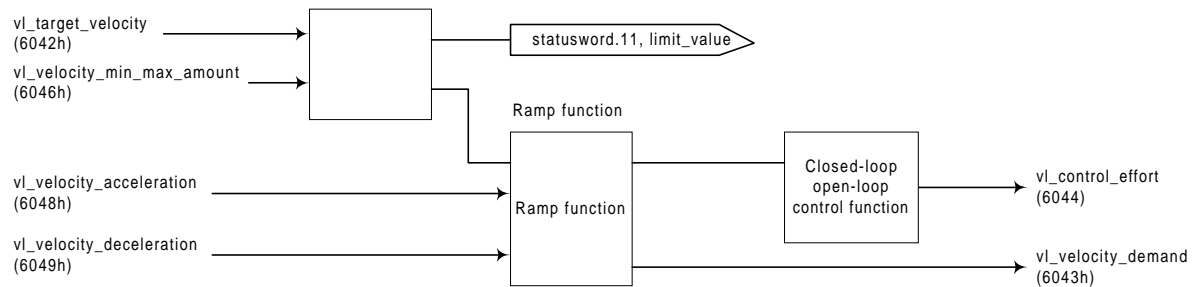 vl_target_velocity
(6042h)
statusword.11, limit_value
vl_velocity_min_max_amount
(6046h)
Ramp function
vl_velocity_acceleration
(6048h)
Ramp function
Closed-loop
open-loop
control function
vl_control_effort
(6044)
vl_velocity_deceleration
(6049h)
vl_velocity_demand
(6043h)